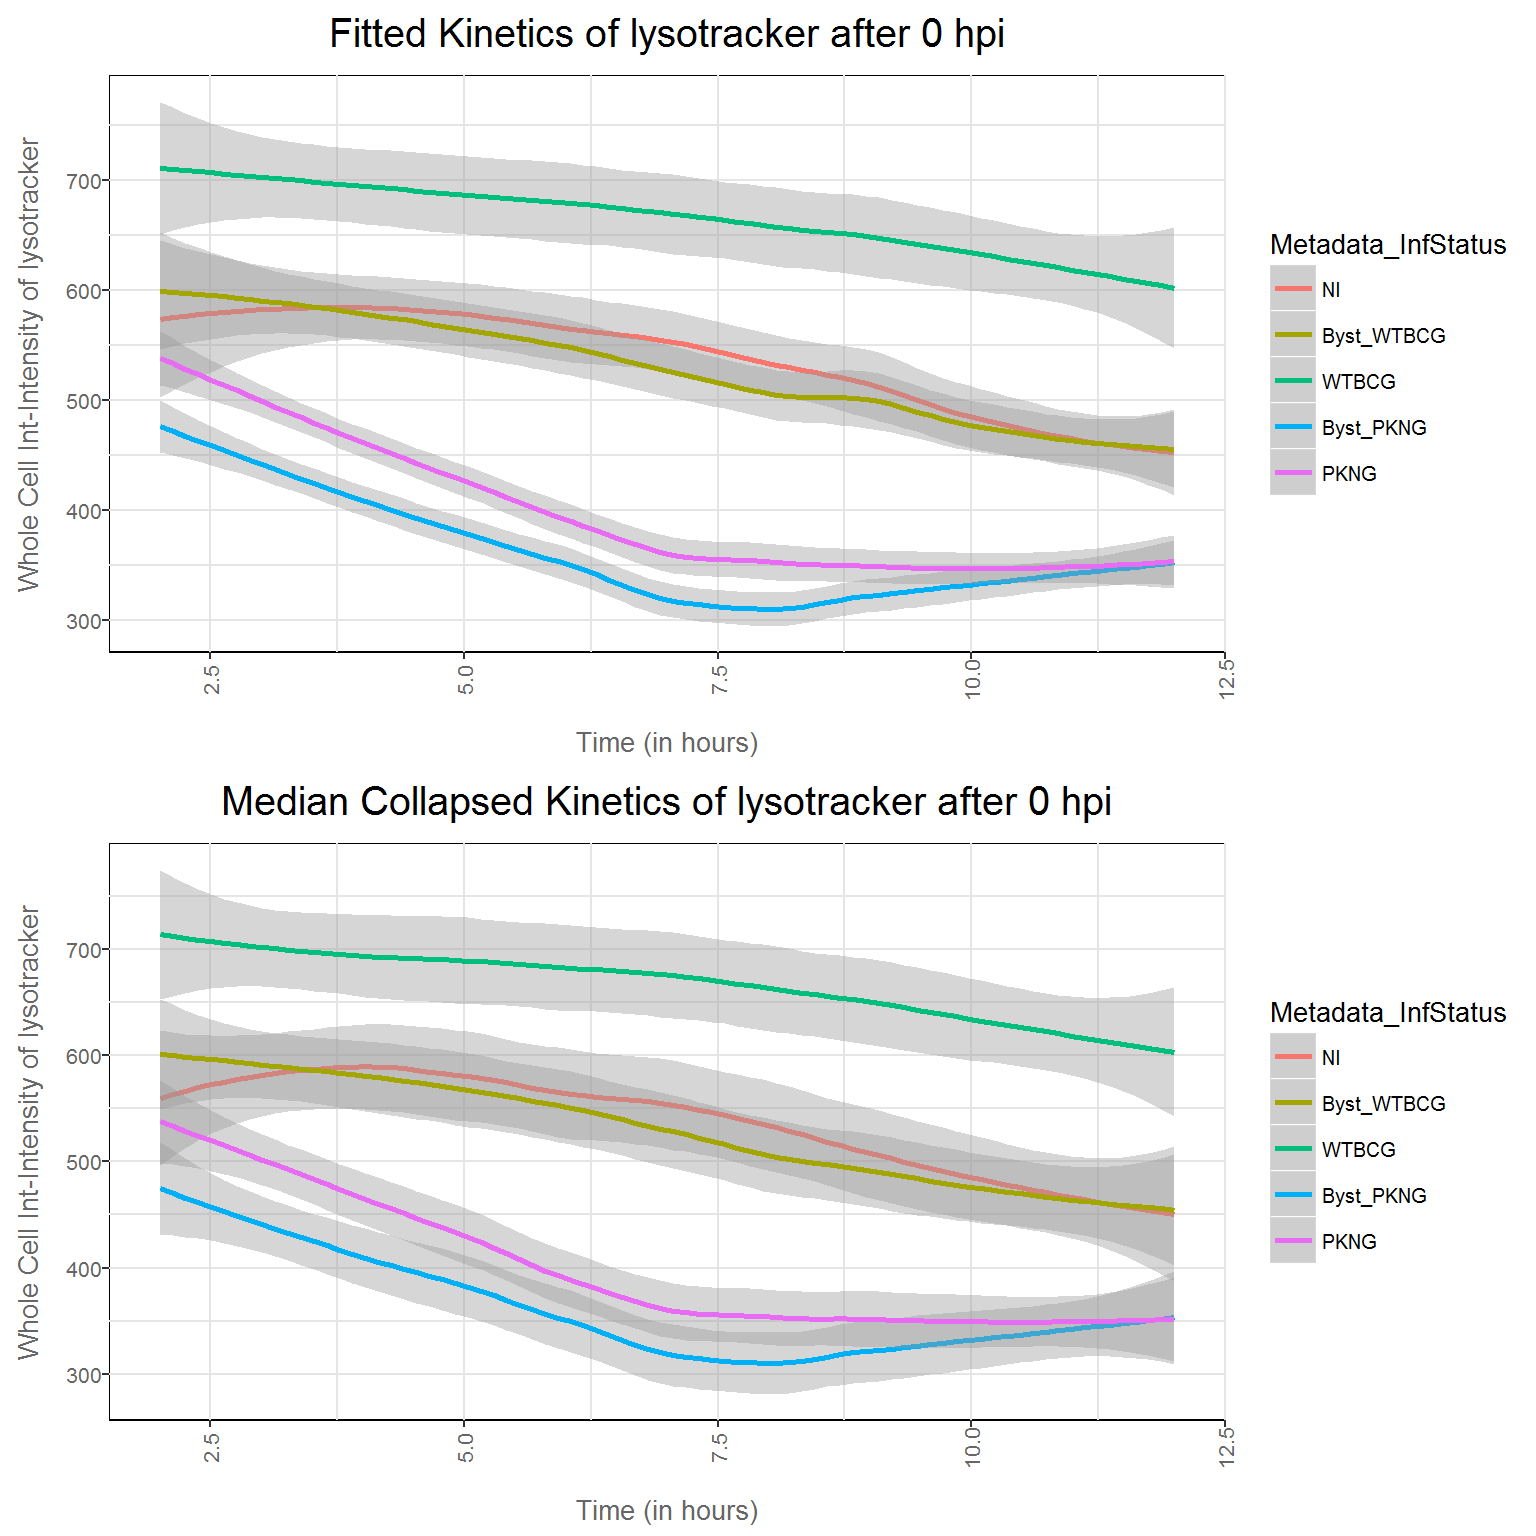 Fitted Kinetics of lysotracker after 0 hpi
Whole Cell Int-Intensity of lysotracker
700
600
500
400
300
2.5
5.0
7.5
10.0
12.5
Time (in hours)
Metadata_InfStatus
NI
Byst_WTBCG
WTBCG
Byst_PKNG
PKNG
Median Collapsed Kinetics of lysotracker after 0 hpi
Whole Cell Int-Intensity of lysotracker
700
600
500
400
300
2.5
5.0
7.5
10.0
12.5
Time (in hours)
Metadata_InfStatus
NI
Byst_WTBCG
WTBCG
Byst_PKNG
PKNG